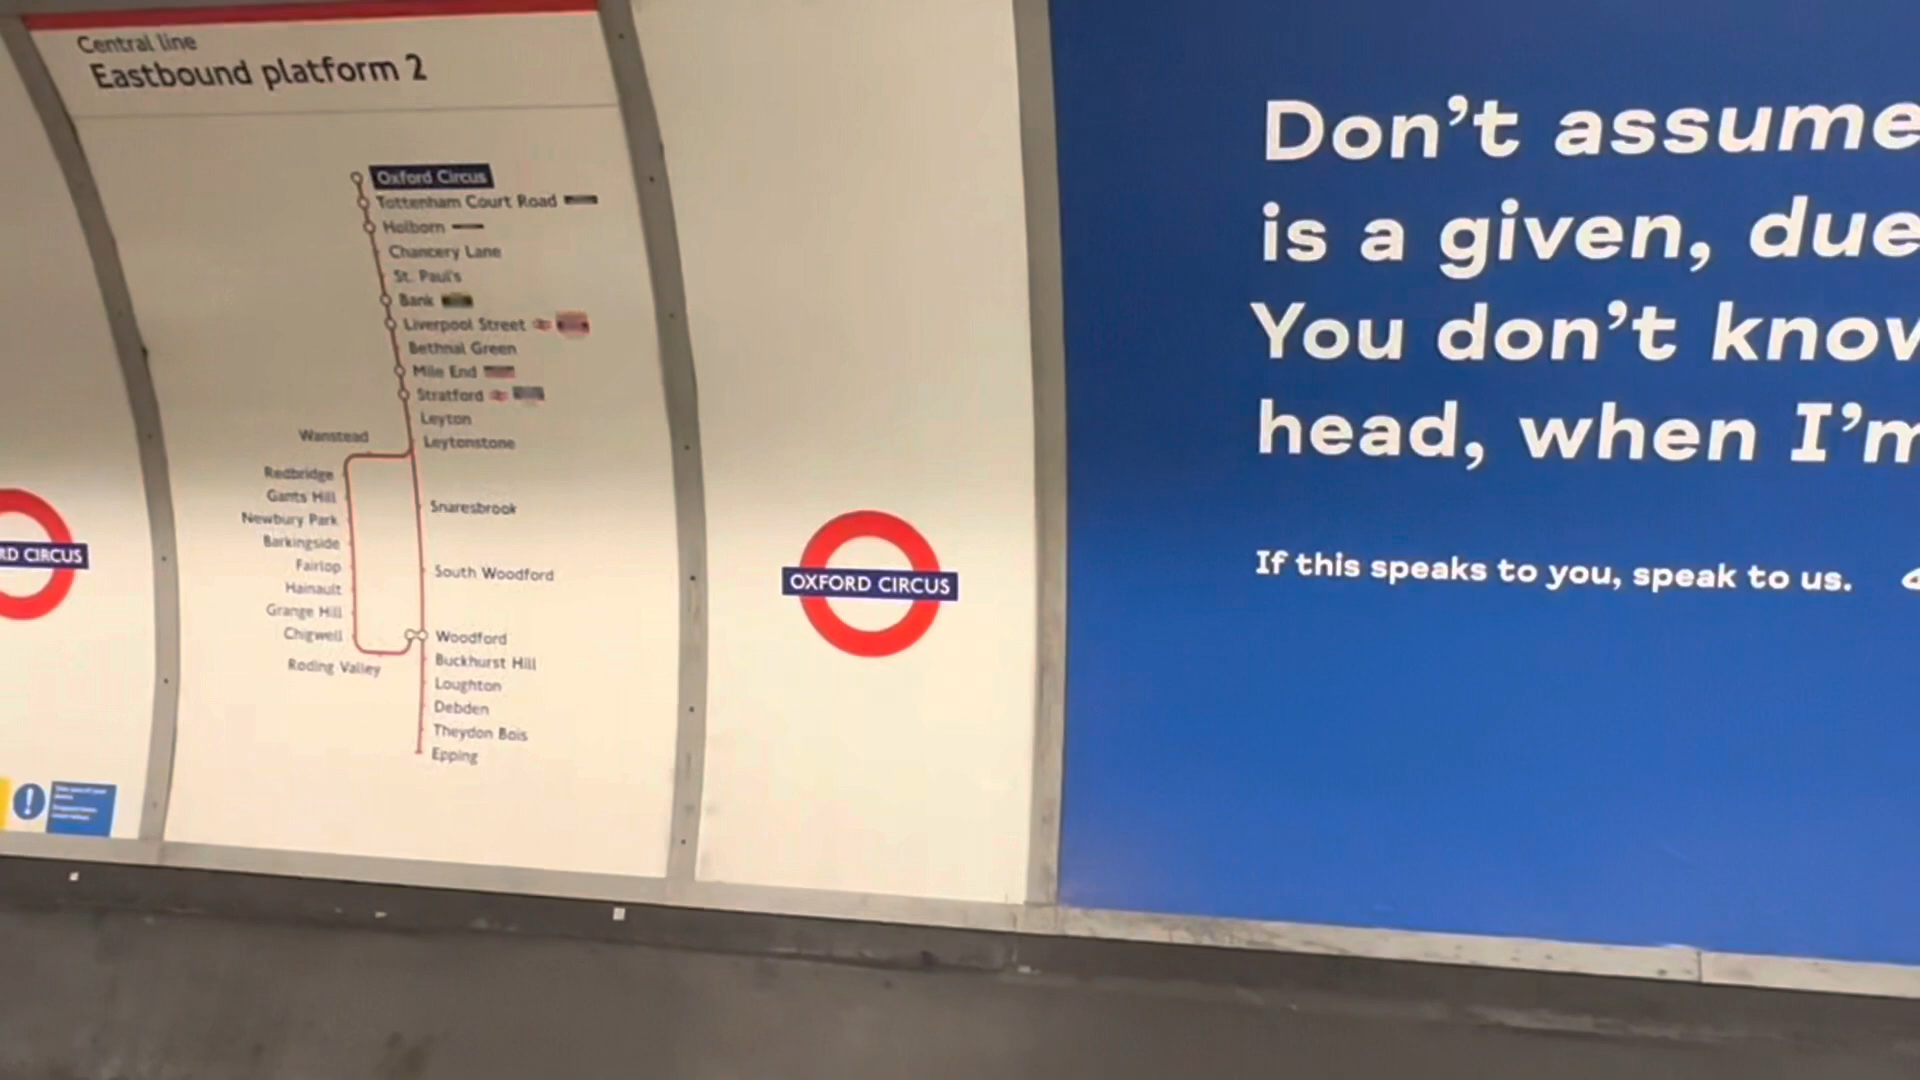 Central line
Eastbound platform 2
Oxford Circus
Tottenham Court Road
Holborn
Chancery Lane
St. Paul's
Bank
Liverpool Street
Bethnal Green
Mile End
Stratford
Leyton
Leytonstone
Wanstead
Redbridge
Gants Hill
Newbury Park
Barkingside
Fairlop
Hainault
Grange Hill
Chigwell
Roding Valley
Snaresbrook
South Woodford
Woodford
Buckhurst Hill
Loughton
Debden
Theydon Bois
Epping
RD CIRCUS
OXFORD CIRCUS
Don't assume
is a given, due
You don't know
head, when I'm
If this speaks to you, speak to us.